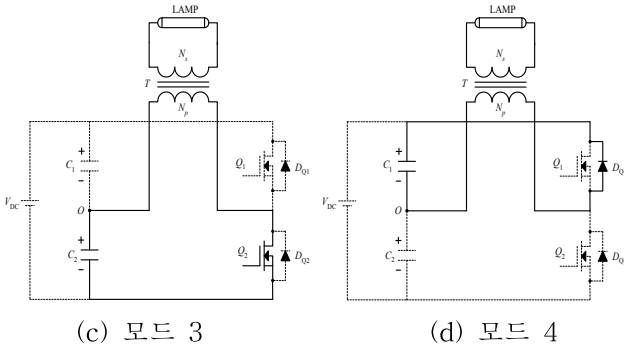 LAMP
N_s
T
N_p
+
C_1
−
V_DC
O
+
C_2
−
Q_1
D_Q1
Q_2
D_Q2
(c) 모드 3
LAMP
N_s
T
N_p
+
C_1
−
V_DC
O
+
C_2
−
Q_1
D_Q
Q_2
D_Q
(d) 모드 4